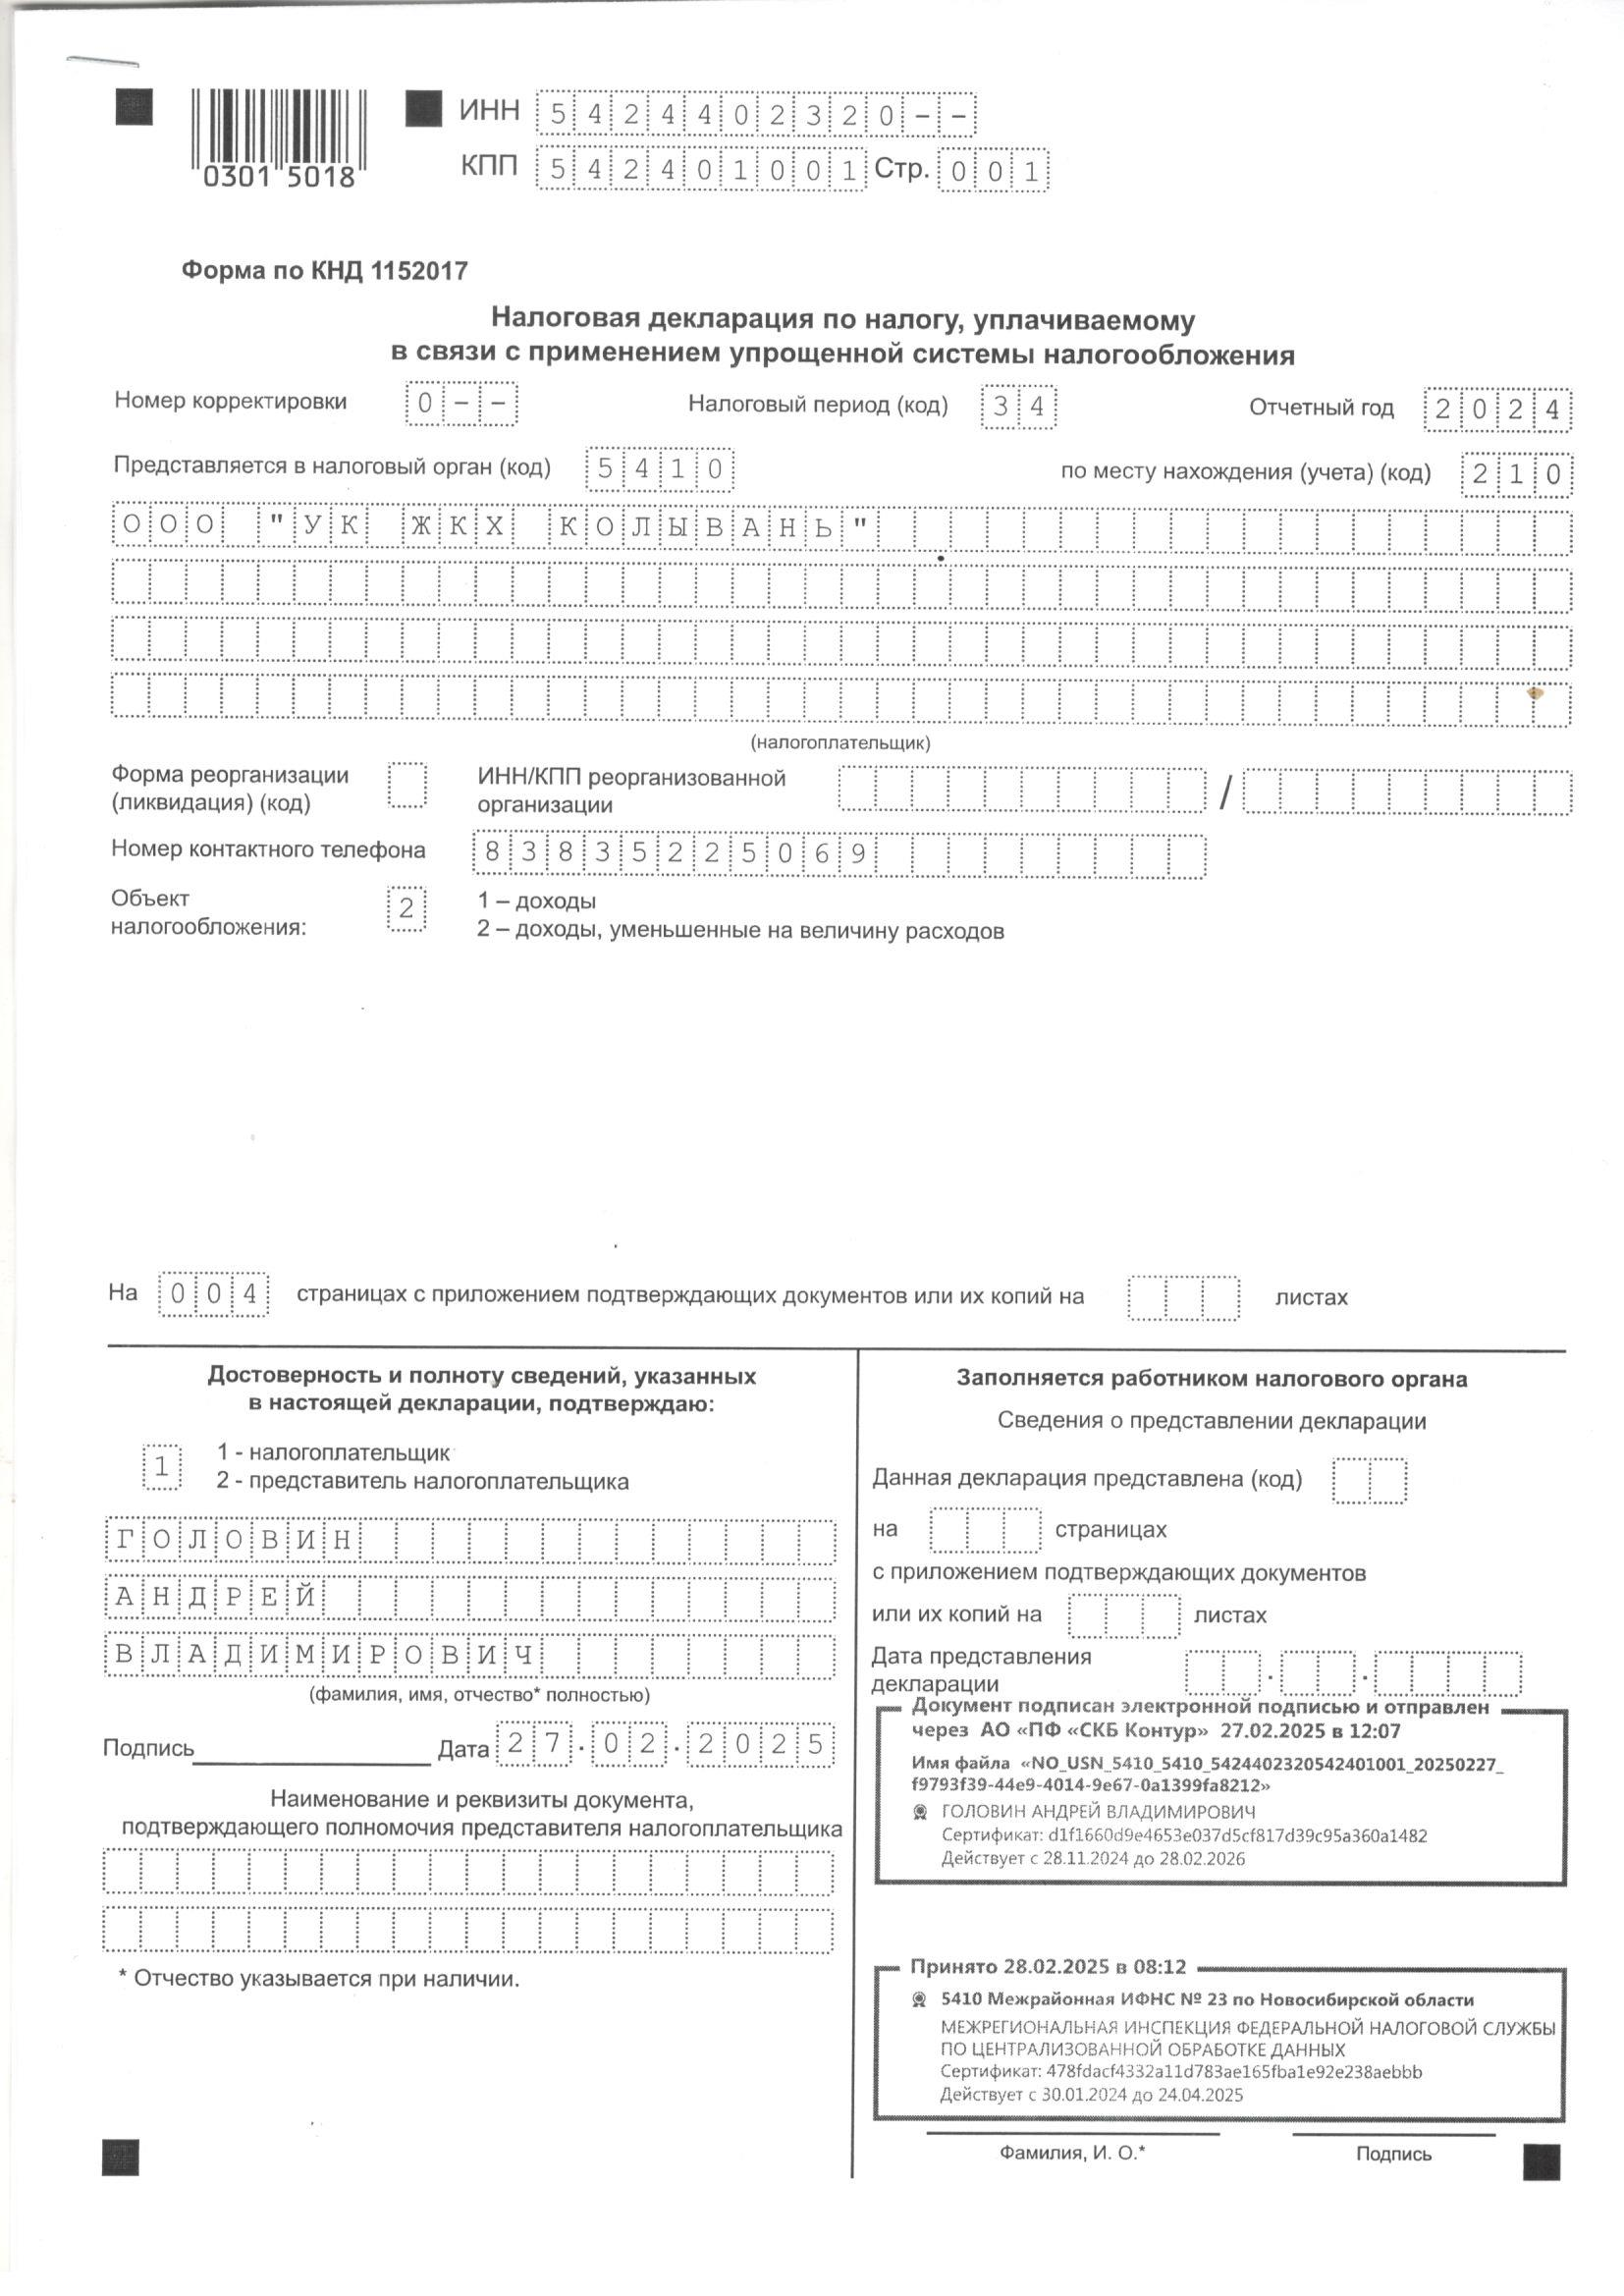 ИНН 5424402320--
0301 5018
КПП 542401001 Стр. 001
Форма по КНД 1152017
Налоговая декларация по налогу, уплачиваемому
в связи с применением упрощенной системы налогообложения
Номер корректировки 0-- Налоговый период (код) 34 Отчетный год 2024
Представляется в налоговый орган (код) 5410 по месту нахождения (учета) (код) 210
ООО "УК ЖКХ КОЛЫВАНЬ"
(налогоплательщик)
Форма реорганизации (ликвидация) (код) ИНН/КПП реорганизованной организации /
Номер контактного телефона 83835225069
Объект налогообложения: 2
1 – доходы
2 – доходы, уменьшенные на величину расходов
На 004 страницах с приложением подтверждающих документов или их копий на листах
Достоверность и полноту сведений, указанных
в настоящей декларации, подтверждаю:
1
1 - налогоплательщик
2 - представитель налогоплательщика
ГОЛОВИН
АНДРЕЙ
ВЛАДИМИРОВИЧ
(фамилия, имя, отчество* полностью)
Подпись Дата 27.02.2025
Наименование и реквизиты документа,
подтверждающего полномочия представителя налогоплательщика
* Отчество указывается при наличии.
Заполняется работником налогового органа
Сведения о представлении декларации
Данная декларация представлена (код)
на страницах
с приложением подтверждающих документов
или их копий на листах
Дата представления
декларации . .
Документ подписан электронной подписью и отправлен
через АО «ПФ «СКБ Контур» 27.02.2025 в 12:07
Имя файла «NO_USN_5410_5410_5424402320542401001_20250227_
f9793f39-44e9-4014-9e67-0a1399fa8212»
ГОЛОВИН АНДРЕЙ ВЛАДИМИРОВИЧ
Сертификат: d1f1660d9e4653e037d5cf817d39c95a360a1482
Действует с 28.11.2024 до 28.02.2026
Принято 28.02.2025 в 08:12
5410 Межрайонная ИФНС № 23 по Новосибирской области
МЕЖРЕГИОНАЛЬНАЯ ИНСПЕКЦИЯ ФЕДЕРАЛЬНОЙ НАЛОГОВОЙ СЛУЖБЫ
ПО ЦЕНТРАЛИЗОВАННОЙ ОБРАБОТКЕ ДАННЫХ
Сертификат: 478fdacf4332a11d783ae165fba1e92e238aebbb
Действует с 30.01.2024 до 24.04.2025
Фамилия, И. О.* Подпись